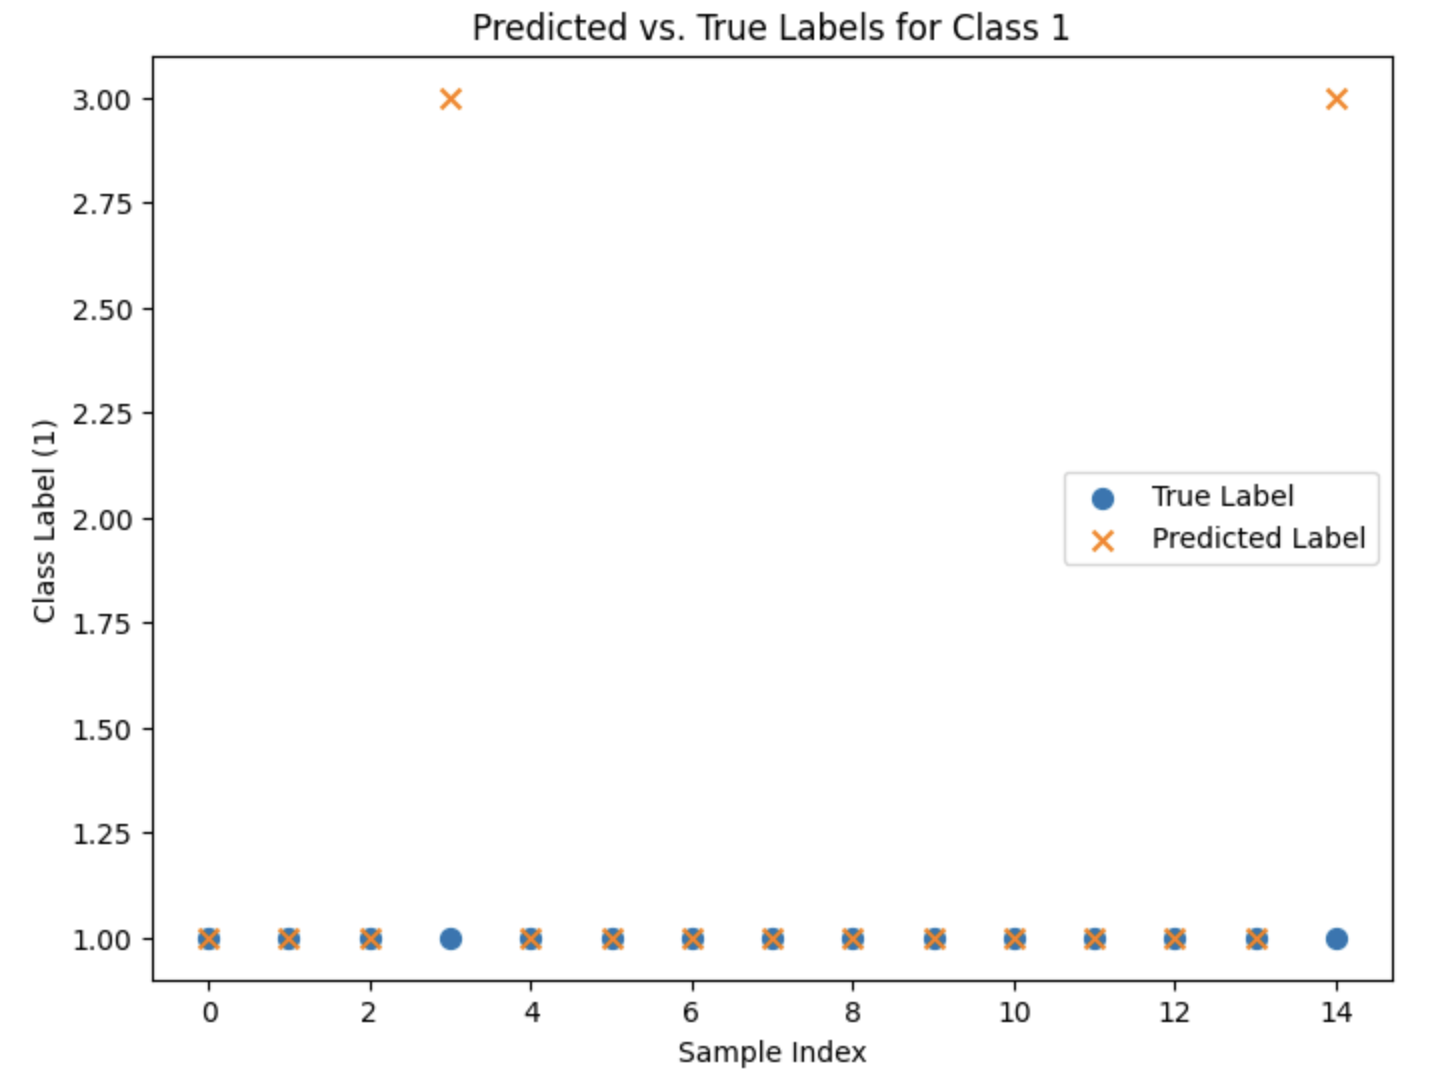 Predicted vs. True Labels for Class 1
3.00
2.75
2.50
2.25
2.00
1.75
1.50
1.25
1.00
Class Label (1)
True Label
Predicted Label
0 2 4 6 8 10 12 14
Sample Index